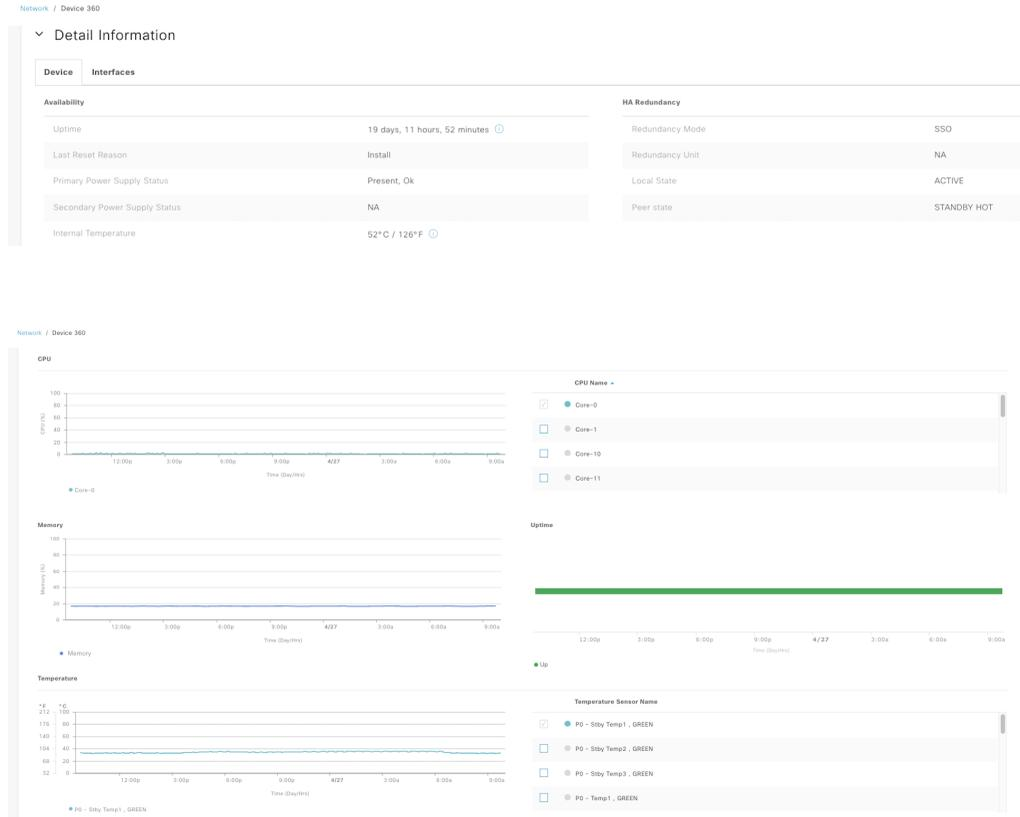 Network / Device 360
Detail Information
Device Interfaces
Availability
Uptime 19 days, 11 hours, 52 minutes
Last Reset Reason Install
Primary Power Supply Status Present, Ok
Secondary Power Supply Status NA
Internal Temperature 52°C / 126°F
HA Redundancy
Redundancy Mode SSO
Redundancy Unit NA
Local State ACTIVE
Peer state STANDBY HOT
Network / Device 360
CPU
CPU (%)
100
80
60
40
20
0
12:00p 3:00p 6:00p 9:00p 4/27 3:00a 6:00a 9:00a
Time (Day/Hrs)
Core-0
CPU Name
Core-0
Core-1
Core-10
Core-11
Memory
Memory (%)
100
80
60
40
20
0
12:00p 3:00p 6:00p 9:00p 4/27 3:00a 6:00a 9:00a
Time (Day/Hrs)
Memory
Uptime
12:00p 3:00p 6:00p 9:00p 4/27 3:00a 6:00a 9:00a
Time (Day/Hrs)
Up
Temperature
°F °C
212 100
176 80
140 60
104 40
68 20
32 0
12:00p 3:00p 6:00p 9:00p 4/27 3:00a 6:00a 9:00a
Time (Day/Hrs)
P0 - Stby Temp1 , GREEN
Temperature Sensor Name
P0 - Stby Temp1 , GREEN
P0 - Stby Temp2 , GREEN
P0 - Stby Temp3 , GREEN
P0 - Temp1 , GREEN